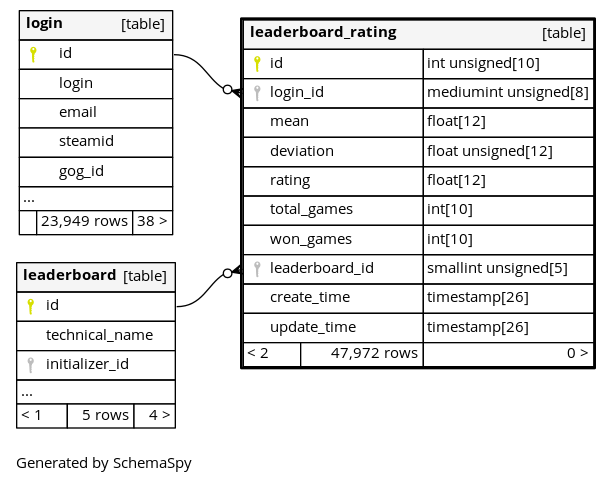 login [table]
id
login
email
steamid
gog_id
...
23,949 rows 38 >
leaderboard [table]
id
technical_name
initializer_id
...
< 1 5 rows 4 >
leaderboard_rating [table]
id int unsigned[10]
login_id mediumint unsigned[8]
mean float[12]
deviation float unsigned[12]
rating float[12]
total_games int[10]
won_games int[10]
leaderboard_id smallint unsigned[5]
create_time timestamp[26]
update_time timestamp[26]
< 2 47,972 rows 0 >
Generated by SchemaSpy